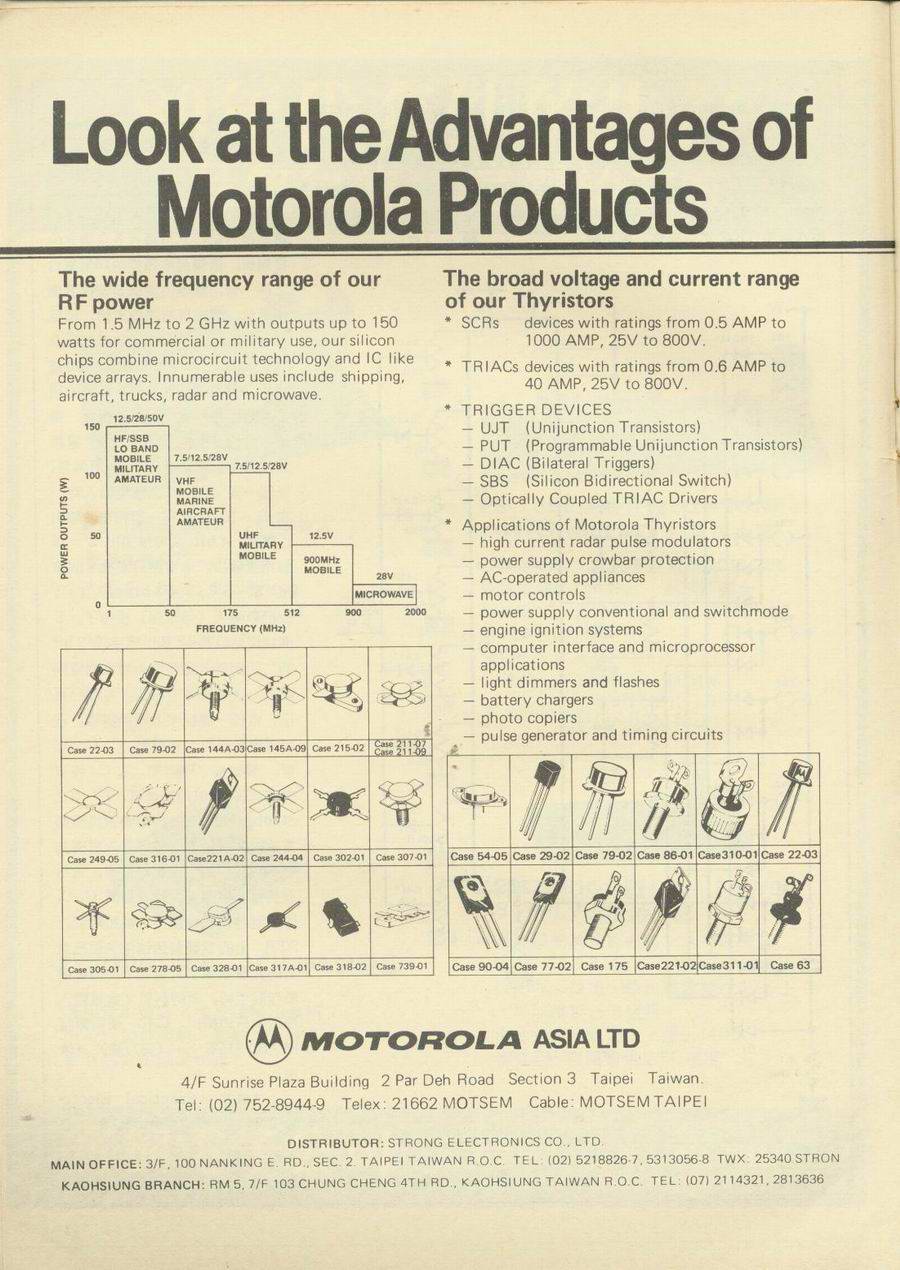 Look at the Advantages of
Motorola Products
The wide frequency range of our
RF power
From 1.5 MHz to 2 GHz with outputs up to 150
watts for commercial or military use, our silicon
chips combine microcircuit technology and IC like
device arrays. Innumerable uses include shipping,
aircraft, trucks, radar and microwave.
12.5/28/50V
150
HF/SSB
LO BAND
MOBILE
MILITARY
AMATEUR
7.5/12.5/28V
VHF
MOBILE
MARINE
AIRCRAFT
AMATEUR
7.5/12.5/28V
UHF
MILITARY
MOBILE
12.5V
900MHz
MOBILE
28V
MICROWAVE
100
50
0
POWER OUTPUTS (W)
1 50 175 512 900 2000
FREQUENCY (MHz)
Case 22-03 Case 79-02 Case 144A-03 Case 145A-09 Case 215-02 Case 211-07
Case 211-09
Case 249-05 Case 316-01 Case221A-02 Case 244-04 Case 302-01 Case 307-01
Case 305-01 Case 278-05 Case 328-01 Case 317A-01 Case 318-02 Case 739-01
The broad voltage and current range
of our Thyristors
* SCRs devices with ratings from 0.5 AMP to
1000 AMP, 25V to 800V.
* TRIACs devices with ratings from 0.6 AMP to
40 AMP, 25V to 800V.
* TRIGGER DEVICES
— UJT (Unijunction Transistors)
— PUT (Programmable Unijunction Transistors)
— DIAC (Bilateral Triggers)
— SBS (Silicon Bidirectional Switch)
— Optically Coupled TRIAC Drivers
* Applications of Motorola Thyristors
— high current radar pulse modulators
— power supply crowbar protection
— AC-operated appliances
— motor controls
— power supply conventional and switchmode
— engine ignition systems
— computer interface and microprocessor
applications
— light dimmers and flashes
— battery chargers
— photo copiers
— pulse generator and timing circuits
Case 54-05 Case 29-02 Case 79-02 Case 86-01 Case310-01 Case 22-03
Case 90-04 Case 77-02 Case 175 Case221-02 Case311-01 Case 63
MOTOROLA ASIA LTD
4/F Sunrise Plaza Building 2 Par Deh Road Section 3 Taipei Taiwan.
Tel: (02) 752-8944-9 Telex: 21662 MOTSEM Cable: MOTSEM TAIPEI
DISTRIBUTOR: STRONG ELECTRONICS CO., LTD.
MAIN OFFICE: 3/F, 100 NANKING E. RD., SEC. 2. TAIPEI TAIWAN R.O.C. TEL: (02) 5218826-7, 5313056-8 TWX: 25340 STRON
KAOHSIUNG BRANCH: RM 5, 7/F 103 CHUNG CHENG 4TH RD., KAOHSIUNG TAIWAN R.O.C. TEL: (07) 2114321, 2813636